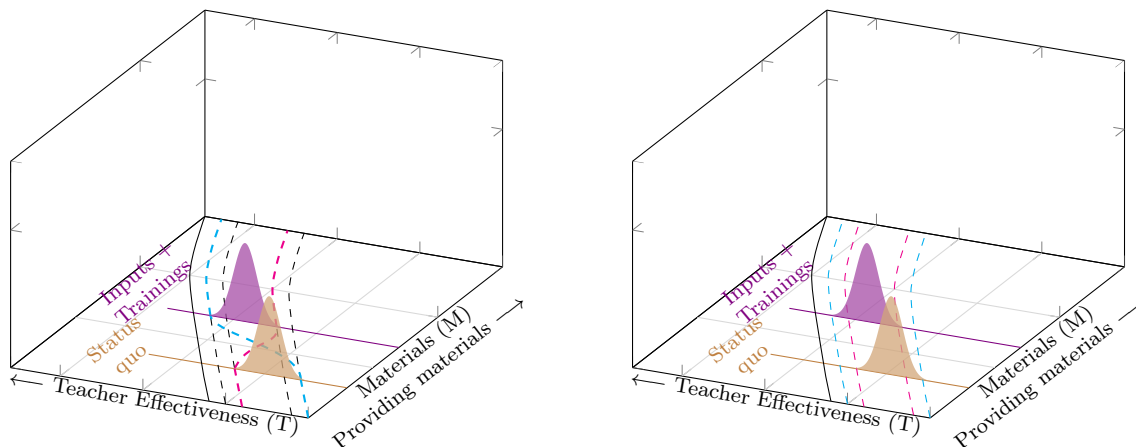 Inputs +
Trainings
Status
quo
⟵ Teacher Effectiveness (T)
Materials (M)
Providing materials ⟶
Inputs +
Trainings
Status
quo
⟵ Teacher Effectiveness (T)
Materials (M)
Providing materials ⟶